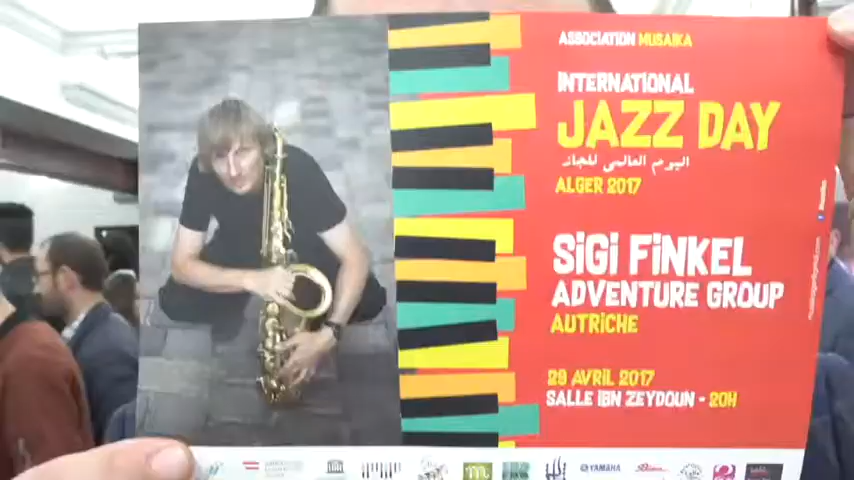 ASSOCIATION MUSAIKA
INTERNATIONAL
JAZZ DAY
اليوم العالمي للجاز
ALGER 2017
SiGi FiNKEL
ADVENTURE GROUP
AUTRiCHE
29 AVRIL 2017
SALLE IBN ZEYDOUN - 20H
YAMAHA